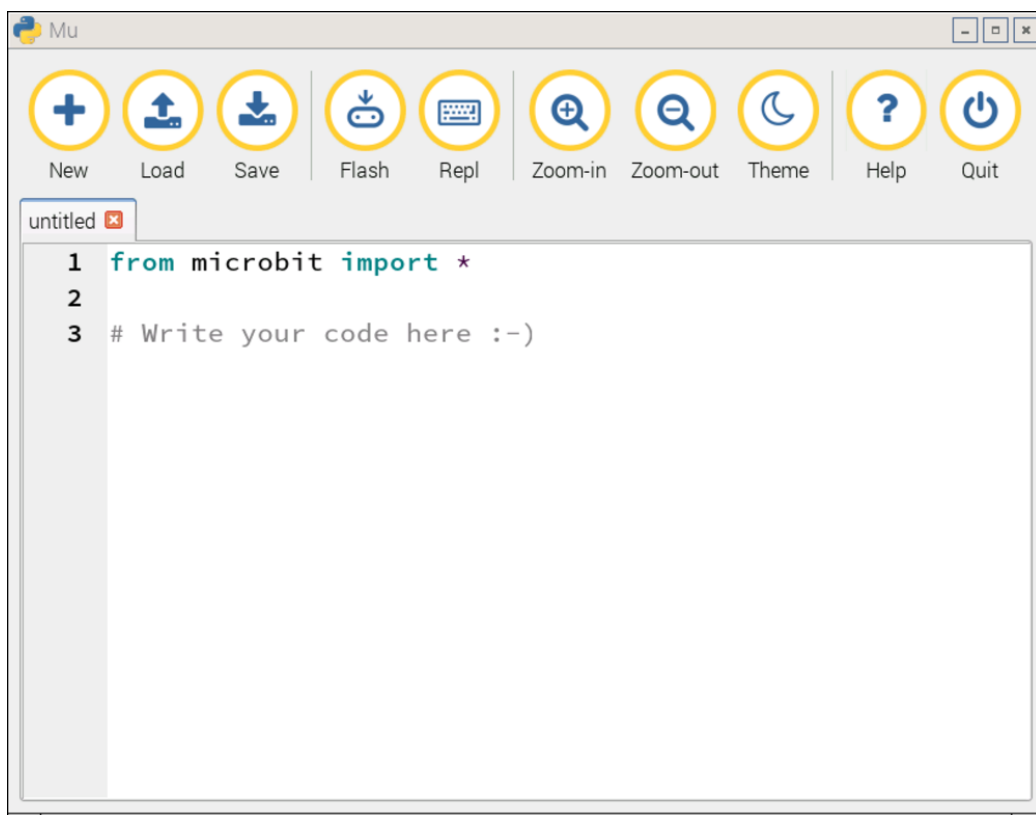 Mu
New Load Save Flash Repl Zoom-in Zoom-out Theme Help Quit
untitled
1 from microbit import *
2
3 # Write your code here :-)